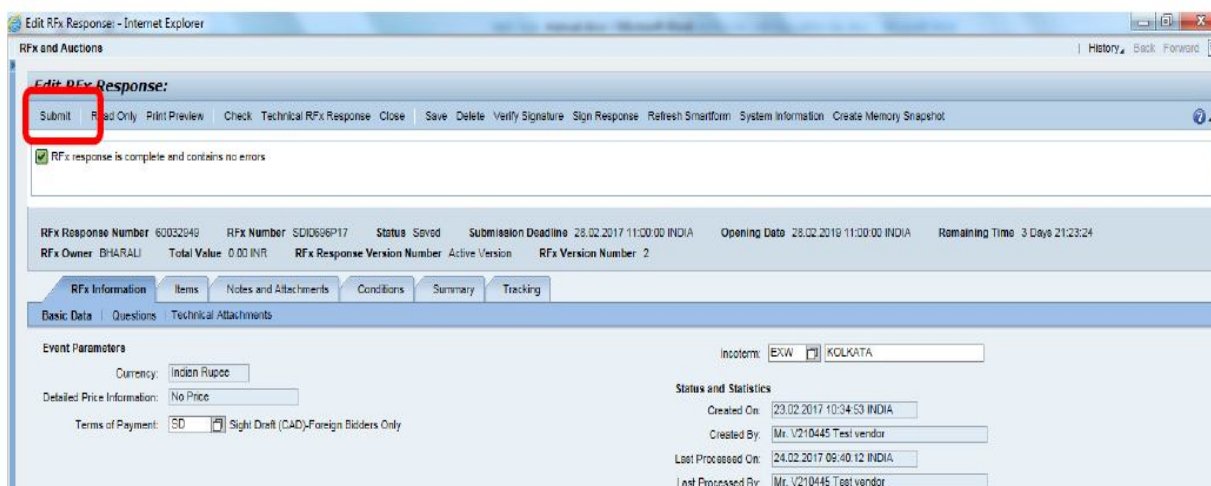 Edit RFx Response: - Internet Explorer
RFx and Auctions
History Back Forward
Edit RFx Response:
Submit Read Only Print Preview Check Technical RFx Response Close Save Delete Verify Signature Sign Response Refresh Smartform System Information Create Memory Snapshot
RFx response is complete and contains no errors
RFx Response Number 60032949 RFx Number SDI0696P17 Status Saved Submission Deadline 28.02.2017 11:00:00 INDIA Opening Date 28.02.2019 11:00:00 INDIA Remaining Time 3 Days 21:23:24
RFx Owner BHARALI Total Value 0.00 INR RFx Response Version Number Active Version RFx Version Number 2
RFx Information Items Notes and Attachments Conditions Summary Tracking
Basic Data Questions Technical Attachments
Event Parameters
Incoterm: EXW KOLKATA
Currency: Indian Rupee
Status and Statistics
Detailed Price Information: No Price
Created On: 23.02.2017 10:34:53 INDIA
Terms of Payment: SD Sight Draft (CAD)-Foreign Bidders Only
Created By: Mr. V210445 Test vendor
Last Processed On: 24.02.2017 09:40:12 INDIA
Last Processed By: Mr. V210445 Test vendor